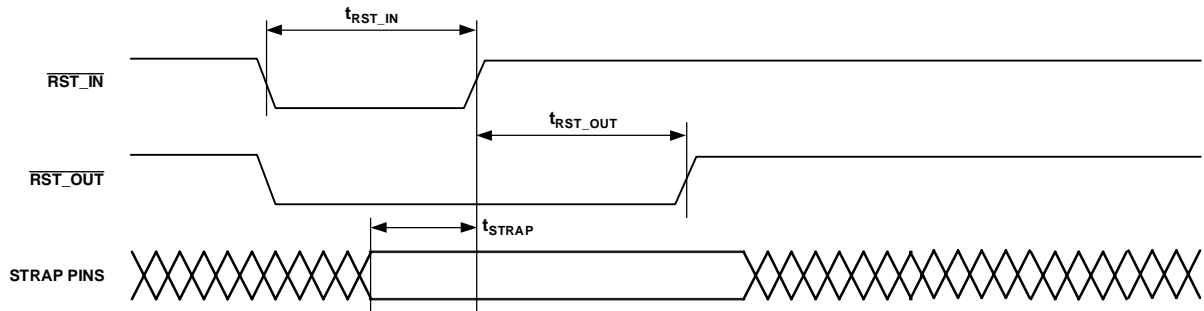 tRST_IN
RST_IN
tRST_OUT
RST_OUT
tSTRAP
STRAP PINS